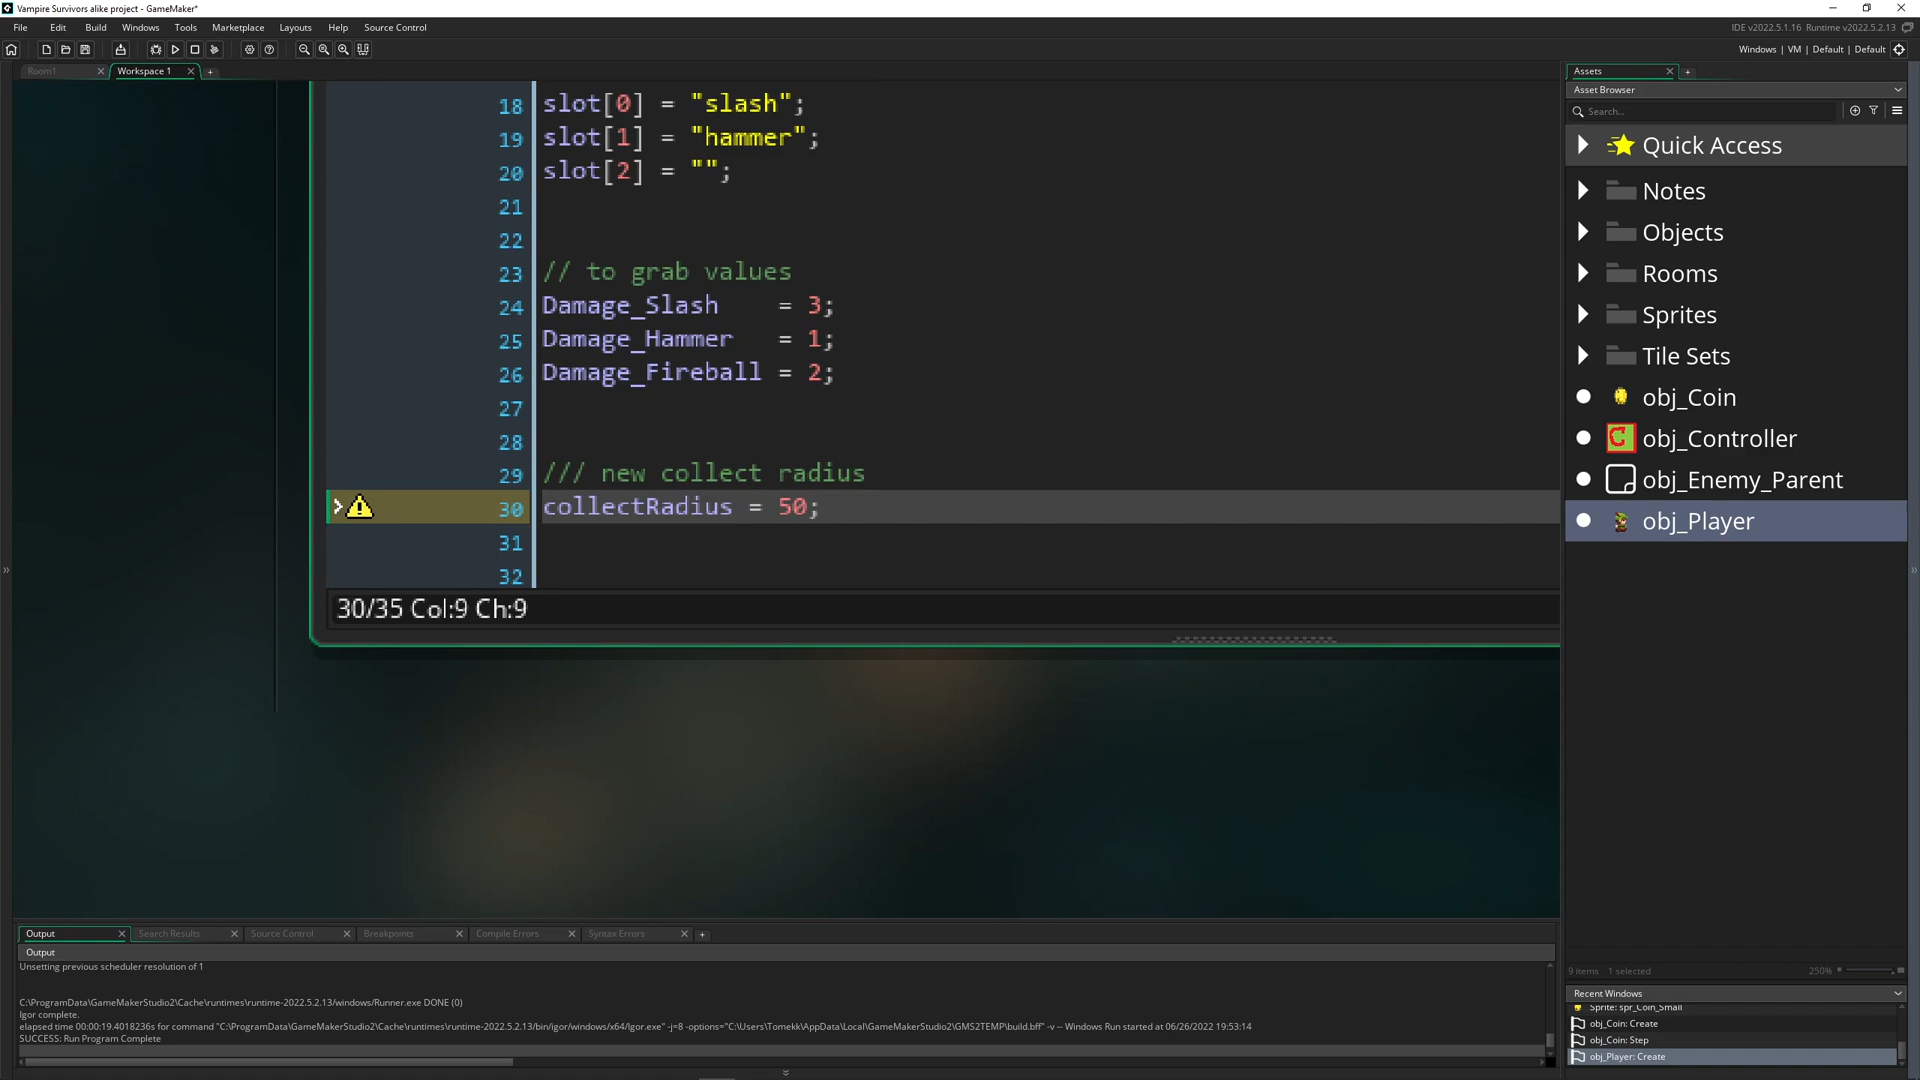 Vampire Survivors alike project - GameMaker*
File Edit Build Windows Tools Marketplace Layouts Help Source Control
IDE v2022.5.1.16 Runtime v2022.5.2.13
Windows | VM | Default | Default
Room1
Workspace 1
18 slot[0] = "slash";
19 slot[1] = "hammer";
20 slot[2] = "";
21
22
23 // to grab values
24 Damage_Slash = 3;
25 Damage_Hammer = 1;
26 Damage_Fireball = 2;
27
28
29 /// new collect radius
30 collectRadius = 50;
31
32
30/35 Col:9 Ch:9
Assets
Asset Browser
Search...
Quick Access
Notes
Objects
Rooms
Sprites
Tile Sets
obj_Coin
obj_Controller
obj_Enemy_Parent
obj_Player
9 items 1 selected 250%
Recent Windows
Sprite: spr_Coin_Small
obj_Coin: Create
obj_Coin: Step
obj_Player: Create
Output Search Results Source Control Breakpoints Compile Errors Syntax Errors
Output
Unsetting previous scheduler resolution of 1
C:\ProgramData\GameMakerStudio2\Cache\runtimes\runtime-2022.5.2.13/windows/Runner.exe DONE (0)
Igor complete.
elapsed time 00:00:19.4018236s for command "C:\ProgramData\GameMakerStudio2\Cache\runtimes\runtime-2022.5.2.13/bin/igor/windows/x64/Igor.exe" -j=8 -options="C:\Users\Tomekk\AppData\Local\GameMakerStudio2\GMS2TEMP\build.bff" -v -- Windows Run started at 06/26/2022 19:53:14
SUCCESS: Run Program Complete